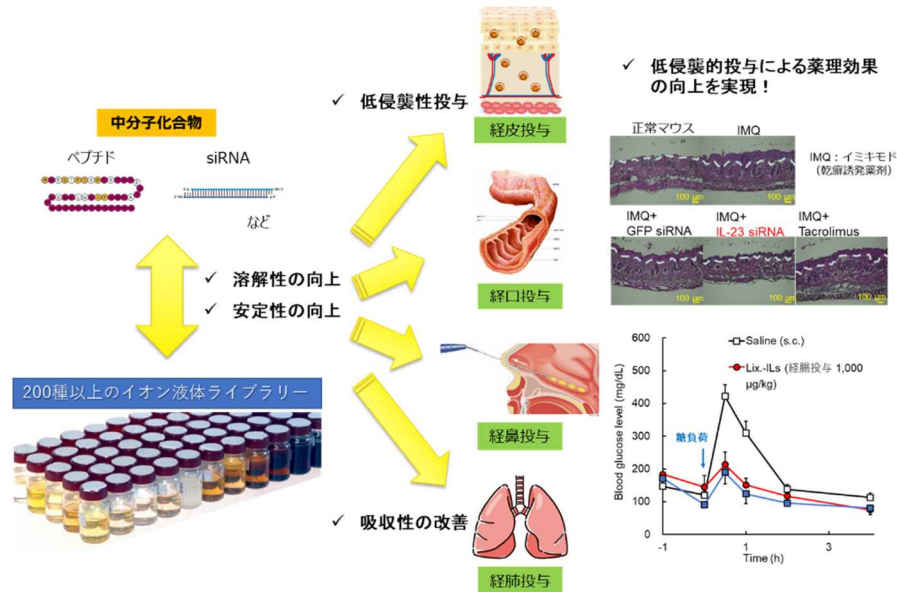 中分子化合物
ペプチド
siRNA
など
✓ 溶解性の向上
✓ 安定性の向上
200種以上のイオン液体ライブラリー
✓ 低侵襲性投与
経皮投与
経口投与
経鼻投与
✓ 吸収性の改善
経肺投与
✓ 低侵襲的投与による薬理効果
の向上を実現！
正常マウス
IMQ
IMQ：イミキモド
（乾癬誘発薬剤）
100 μm
100 μm
IMQ+
GFP siRNA
IMQ+
IL-23 siRNA
IMQ+
Tacrolimus
100 μm
100 μm
100 μm
Blood glucose level (mg/dL)
600
500
400
300
200
100
0
Saline (s.c.)
Lix.-ILs (経腸投与 1,000
μg/kg)
糖負荷
-1
1
3
Time (h)